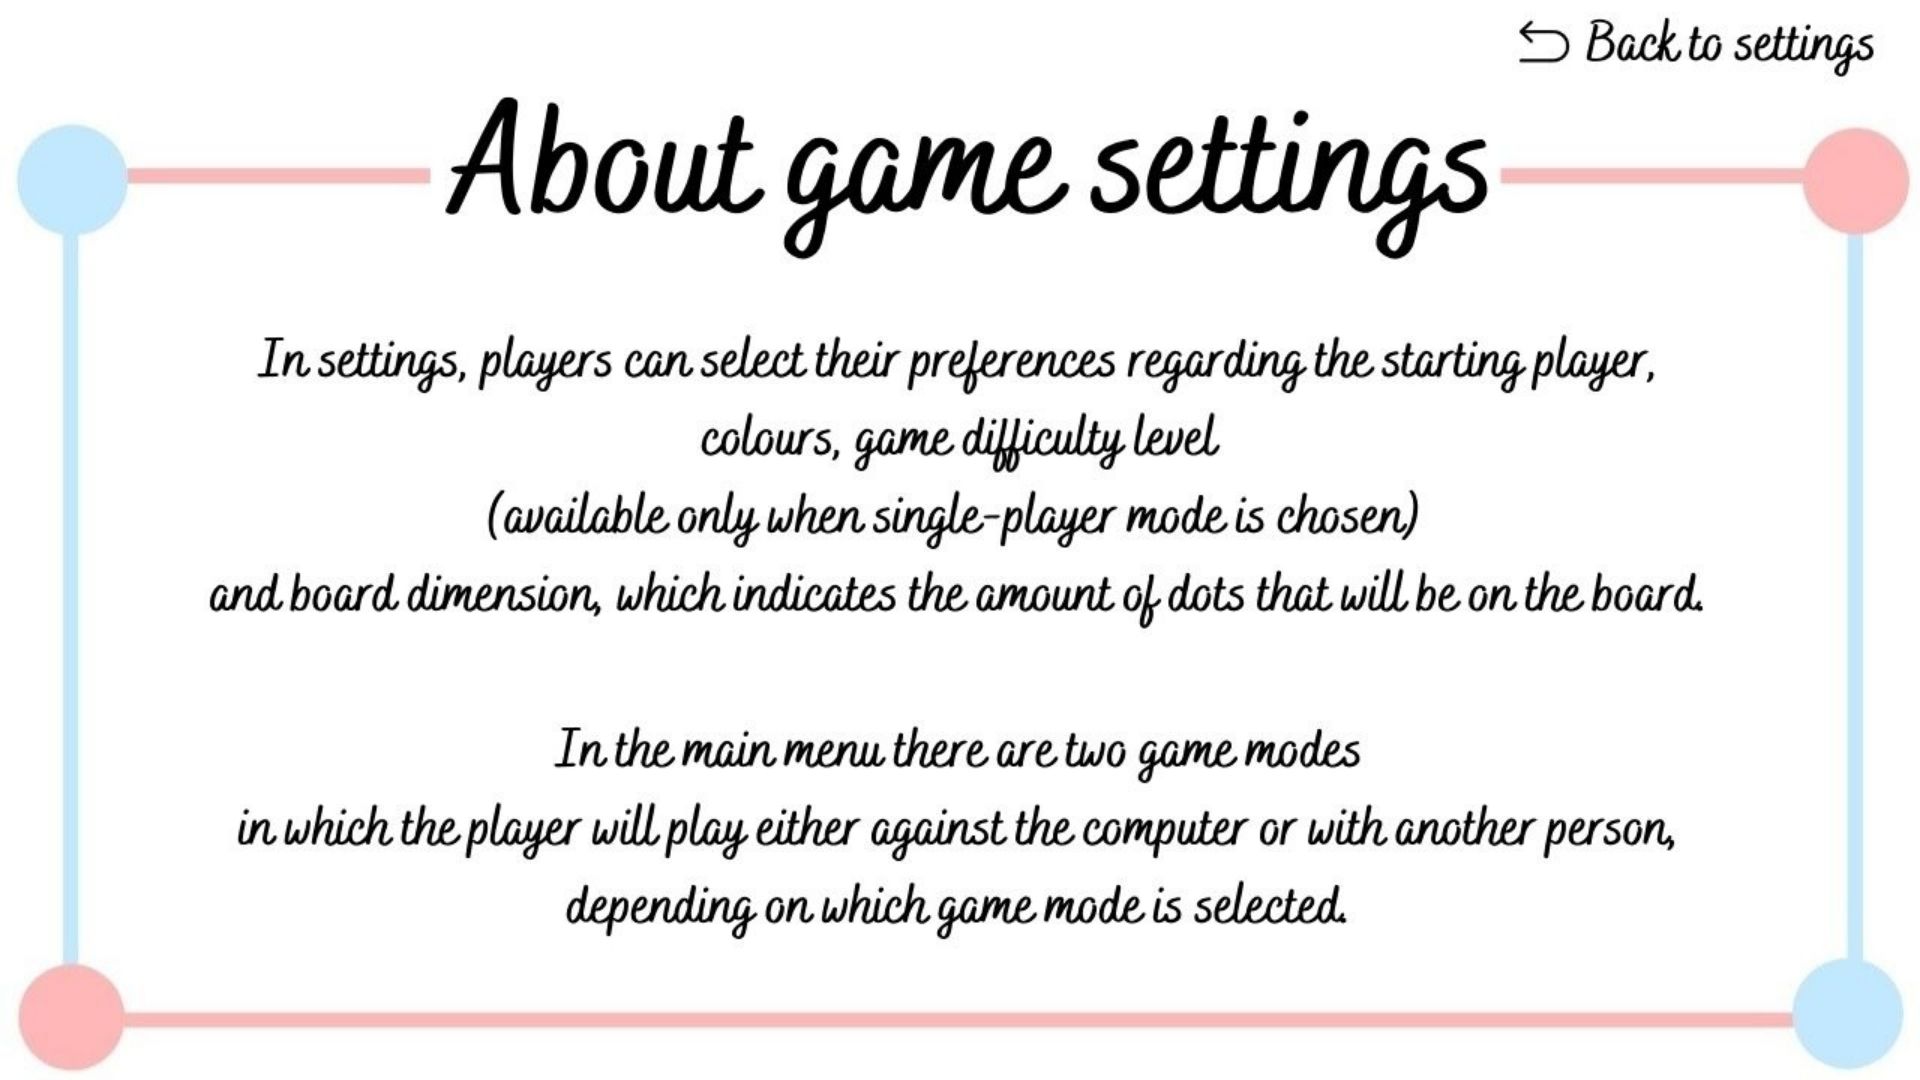 Back to settings
About game settings
In settings, players can select their preferences regarding the starting player,
colours, game difficulty level
(available only when single-player mode is chosen)
and board dimension, which indicates the amount of dots that will be on the board.
In the main menu there are two game modes
in which the player will play either against the computer or with another person,
depending on which game mode is selected.